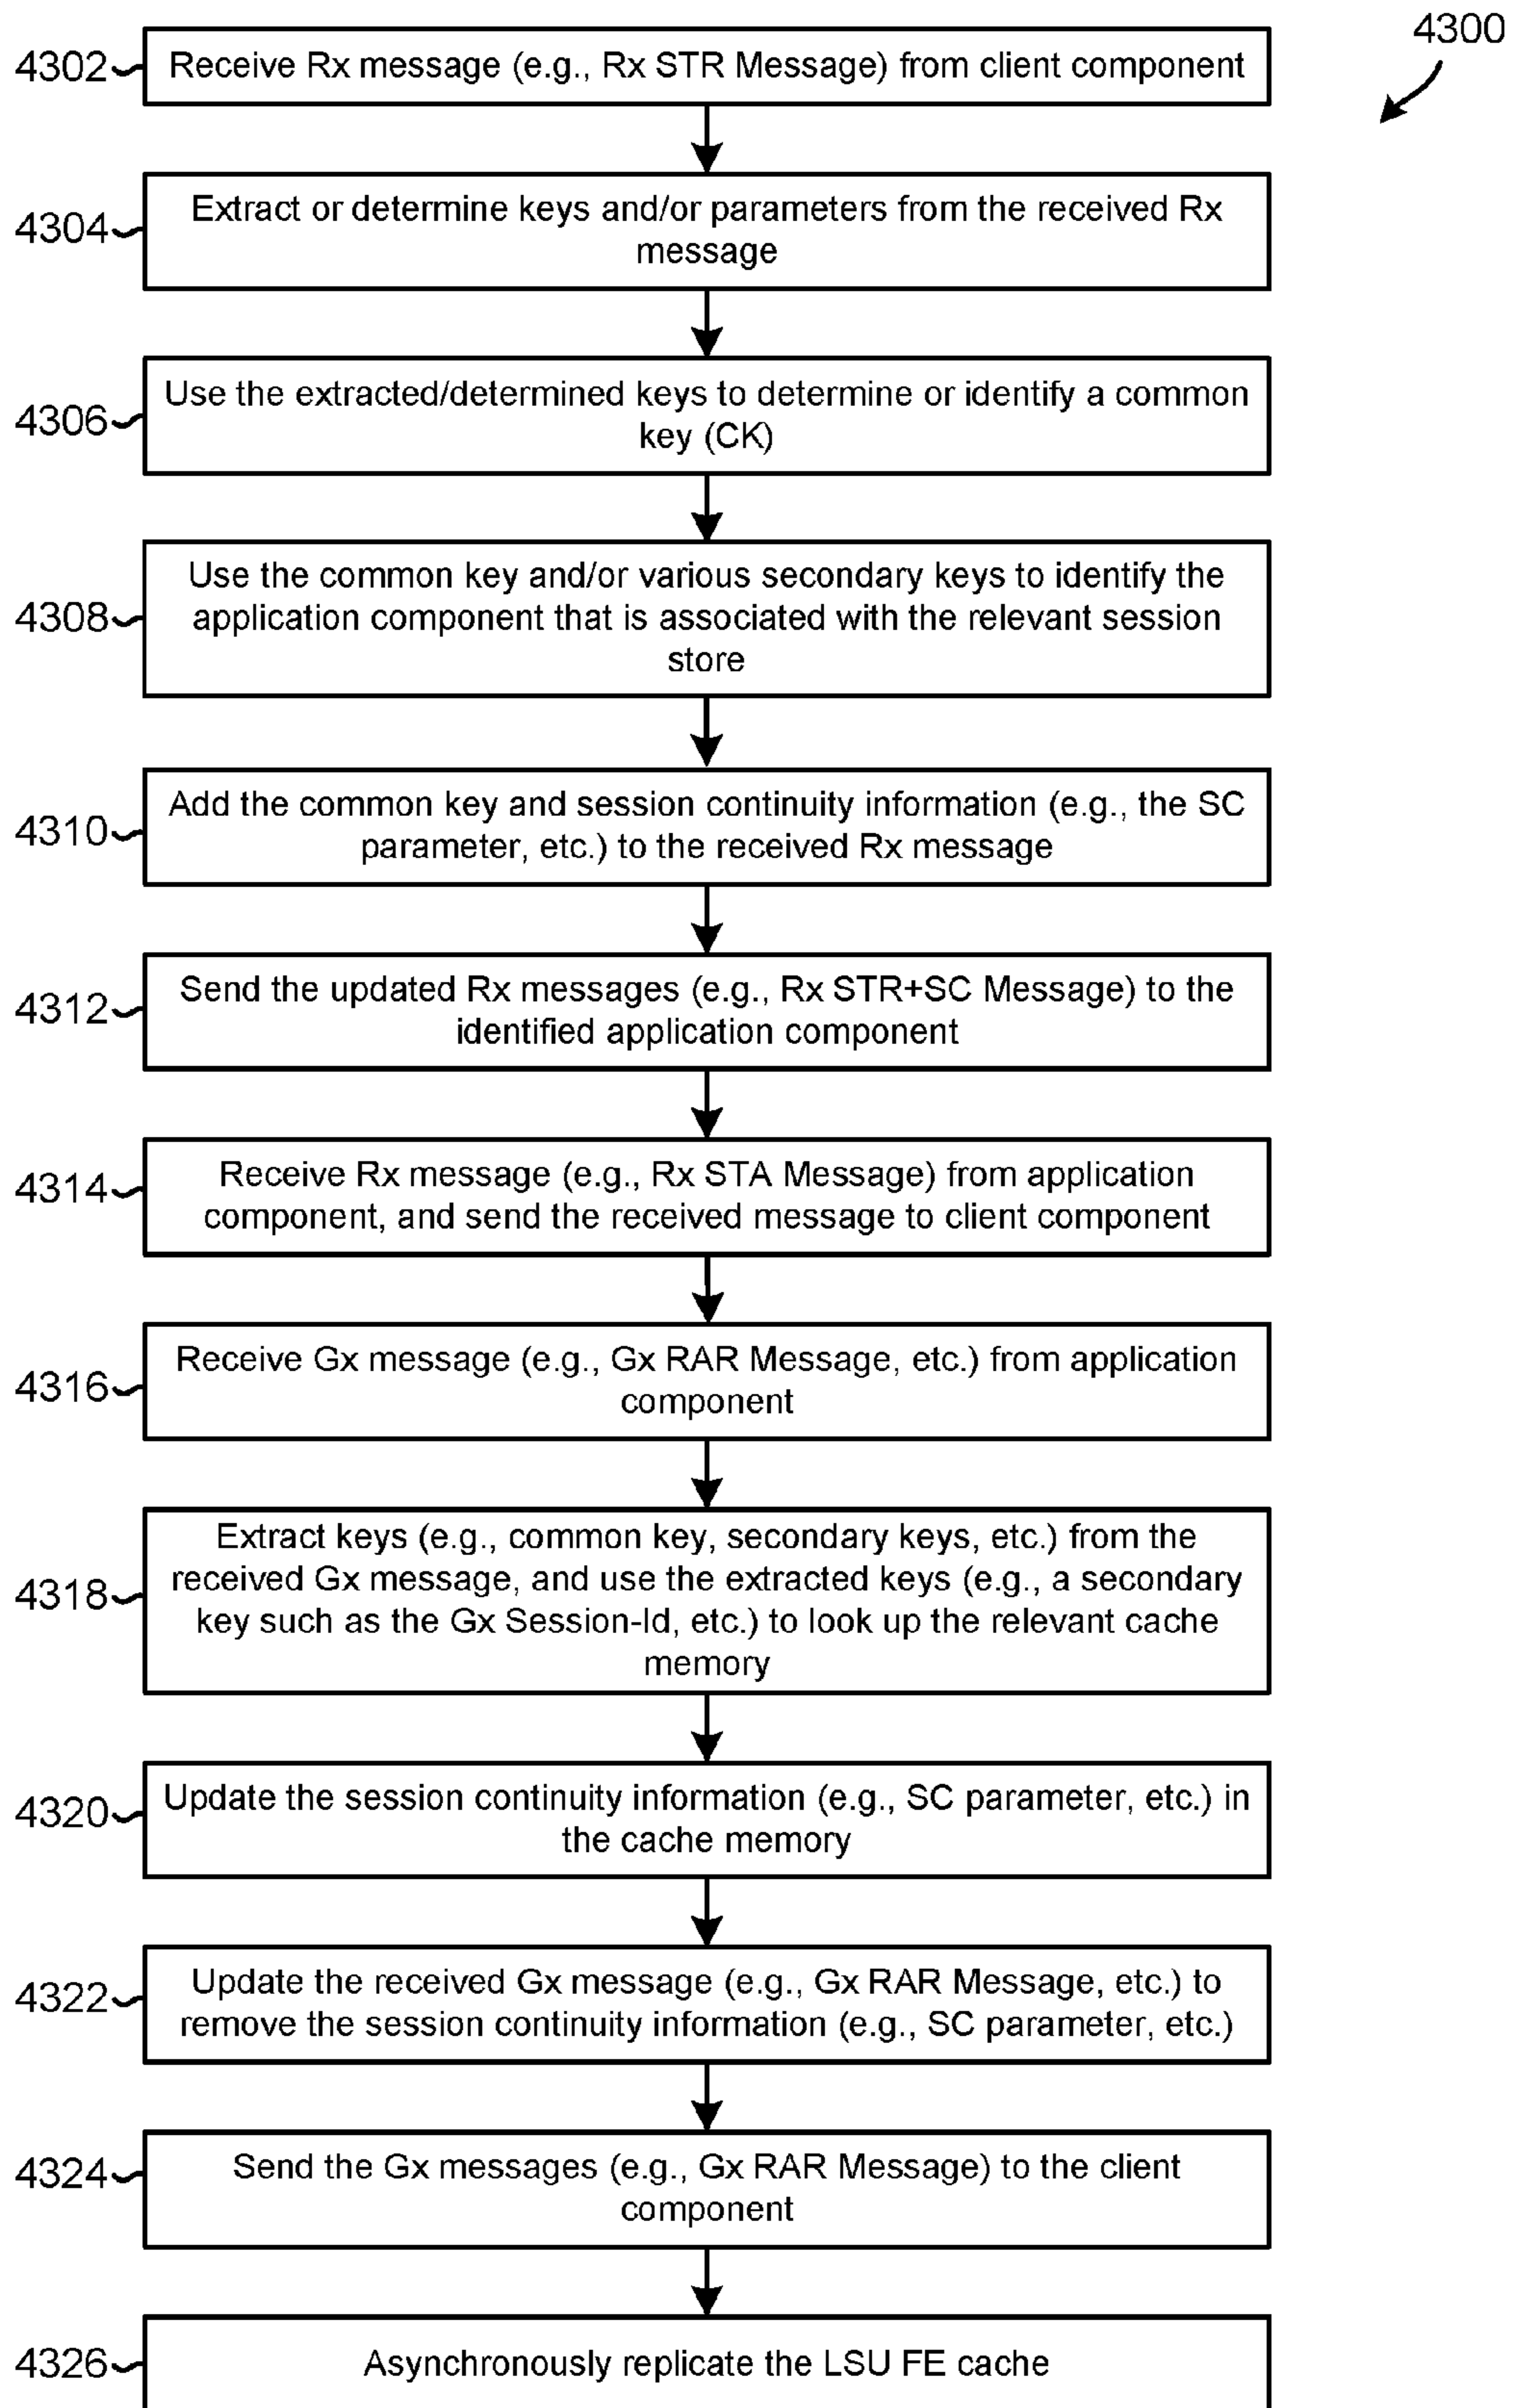 4300
4302
Receive Rx message (e.g., Rx STR Message) from client component
4304
Extract or determine keys and/or parameters from the received Rx
message
4306
Use the extracted/determined keys to determine or identify a common
key (CK)
4308
Use the common key and/or various secondary keys to identify the
application component that is associated with the relevant session
store
4310
Add the common key and session continuity information (e.g., the SC
parameter, etc.) to the received Rx message
4312
Send the updated Rx messages (e.g., Rx STR+SC Message) to the
identified application component
4314
Receive Rx message (e.g., Rx STA Message) from application
component, and send the received message to client component
4316
Receive Gx message (e.g., Gx RAR Message, etc.) from application
component
4318
Extract keys (e.g., common key, secondary keys, etc.) from the
received Gx message, and use the extracted keys (e.g., a secondary
key such as the Gx Session-Id, etc.) to look up the relevant cache
memory
4320
Update the session continuity information (e.g., SC parameter, etc.) in
the cache memory
4322
Update the received Gx message (e.g., Gx RAR Message, etc.) to
remove the session continuity information (e.g., SC parameter, etc.)
4324
Send the Gx messages (e.g., Gx RAR Message) to the client
component
4326
Asynchronously replicate the LSU FE cache